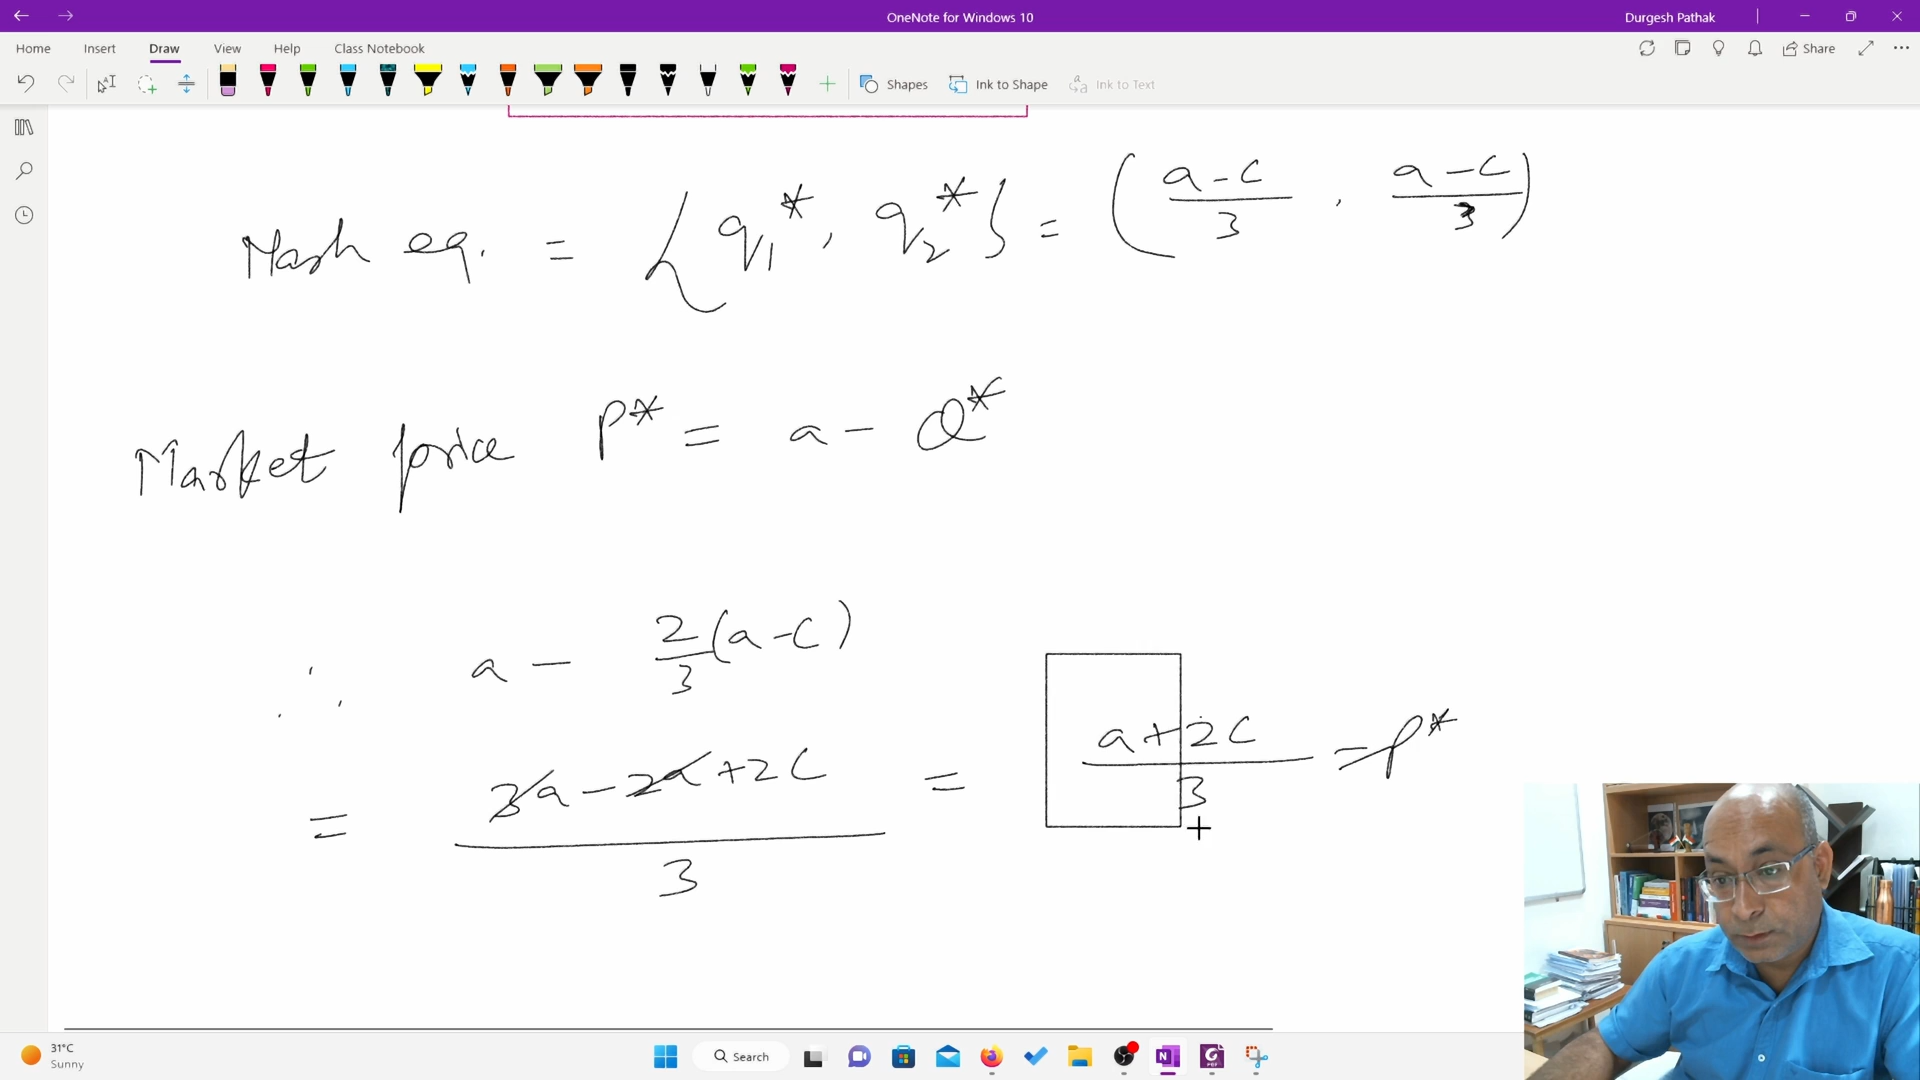 OneNote for Windows 10
Durgesh Pathak
Home Insert Draw View Help Class Notebook
Share
Shapes Ink to Shape Ink to Text
Nash eq. = {q₁*, q₂*} = (a-c/3, a-c/3)
Market price P* = a - Q*
∴ a - 2/3 (a-c)
= 3a - 2a + 2c / 3 = a+2c / 3 = P*
31°C
Sunny
Search